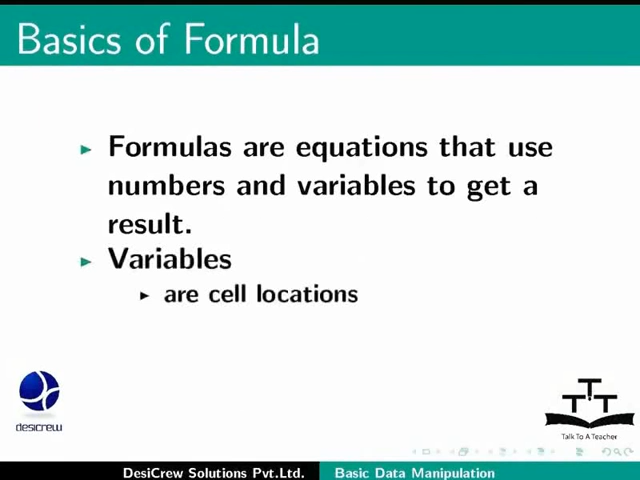 Basics of Formula
Formulas are equations that use
numbers and variables to get a
result.
Variables
are cell locations
desicrew
T T T
Talk To A Teacher
DesiCrew Solutions Pvt.Ltd. Basic Data Manipulation